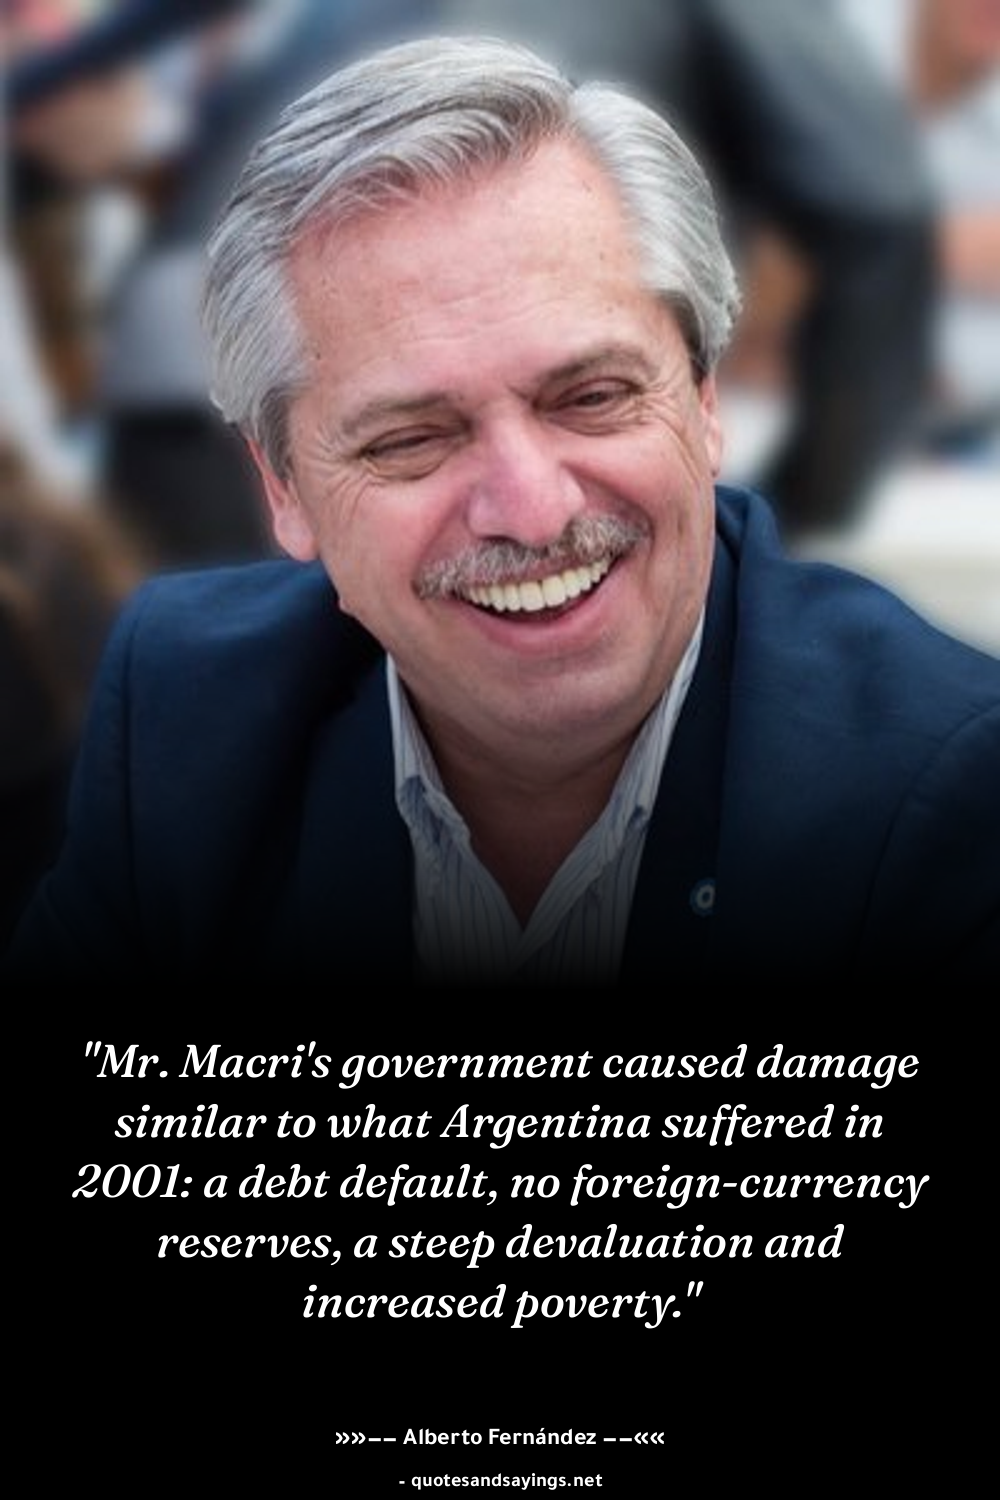 "Mr. Macri's government caused damage
similar to what Argentina suffered in
2001: a debt default, no foreign-currency
reserves, a steep devaluation and
increased poverty."
»»−− Alberto Fernández −−««
- quotesandsayings.net